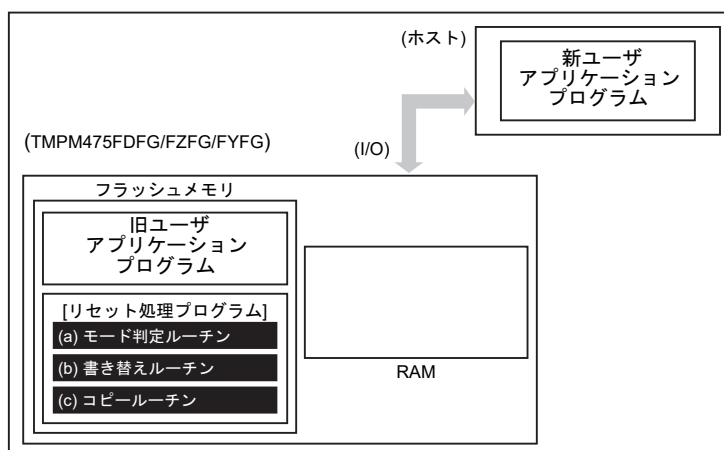 (ホスト)
新ユーザ
アプリケーション
プログラム
(TMPM475FDFG/FZFG/FYFG)
(I/O)
フラッシュメモリ
旧ユーザ
アプリケーション
プログラム
[リセット処理プログラム]
(a) モード判定ルーチン
(b) 書き替えルーチン
(c) コピールーチン
RAM